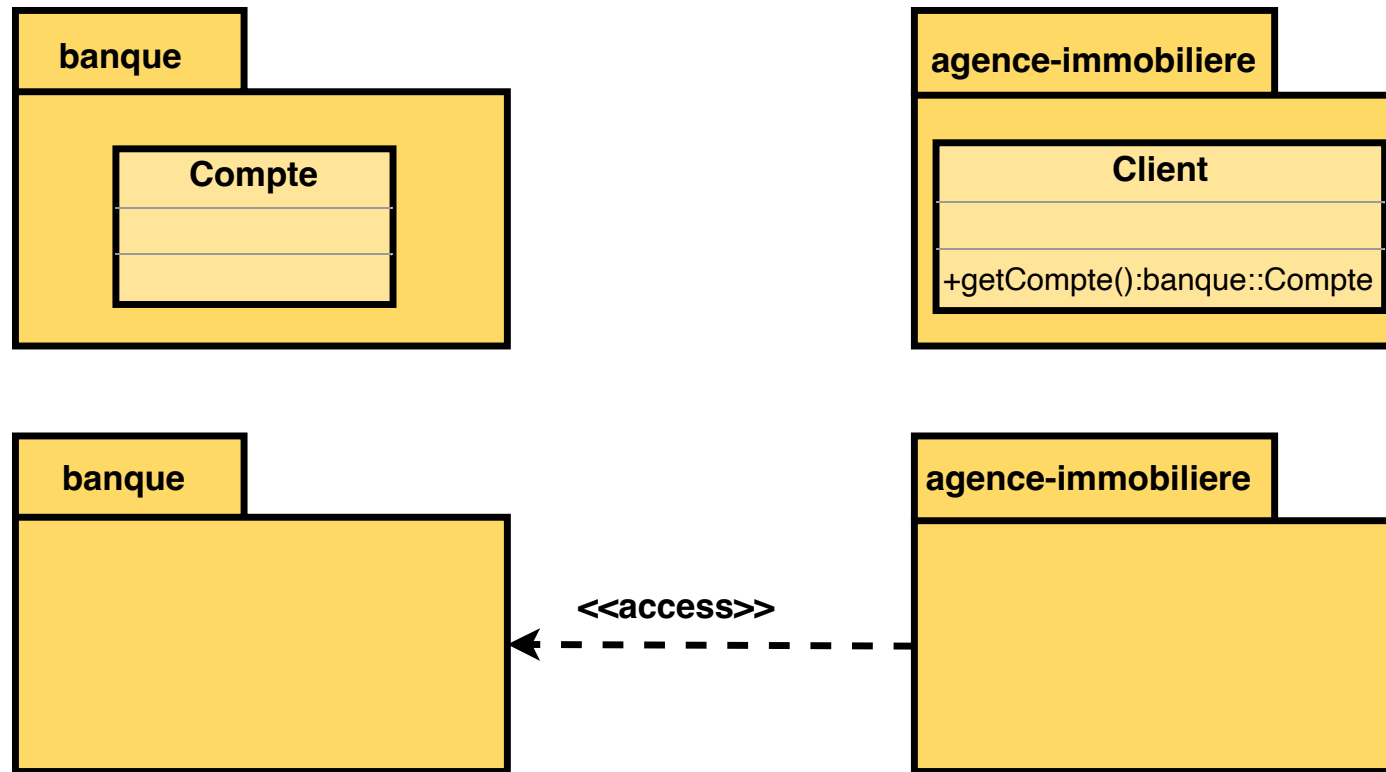 banque
agence-immobiliere
Compte
Client
+getCompte():banque::Compte
banque
agence-immobiliere
<<access>>